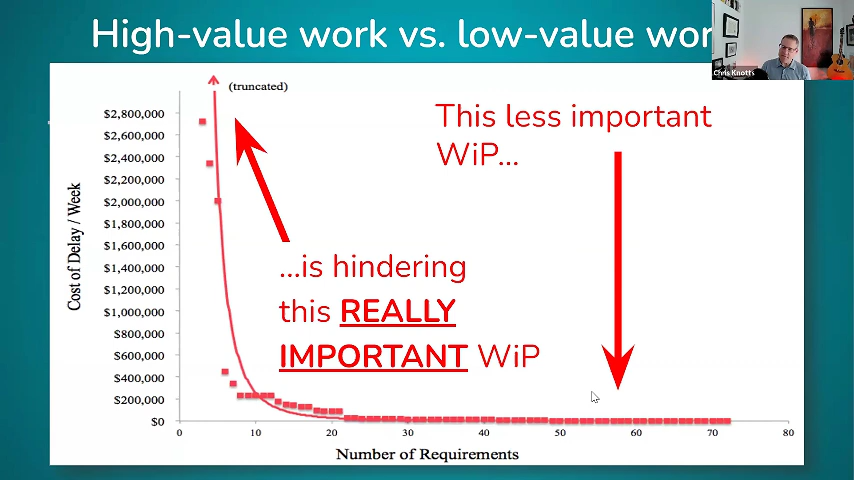 High-value work vs. low-value wor
Chris Knotts
(truncated)
$2,800,000
$2,600,000
$2,400,000
$2,200,000
$2,000,000
$1,800,000
$1,600,000
$1,400,000
$1,200,000
$1,000,000
$800,000
$600,000
$400,000
$200,000
$0
Cost of Delay / Week
This less important
WiP...
...is hindering
this REALLY
IMPORTANT WiP
0 10 20 30 40 50 60 70 80
Number of Requirements